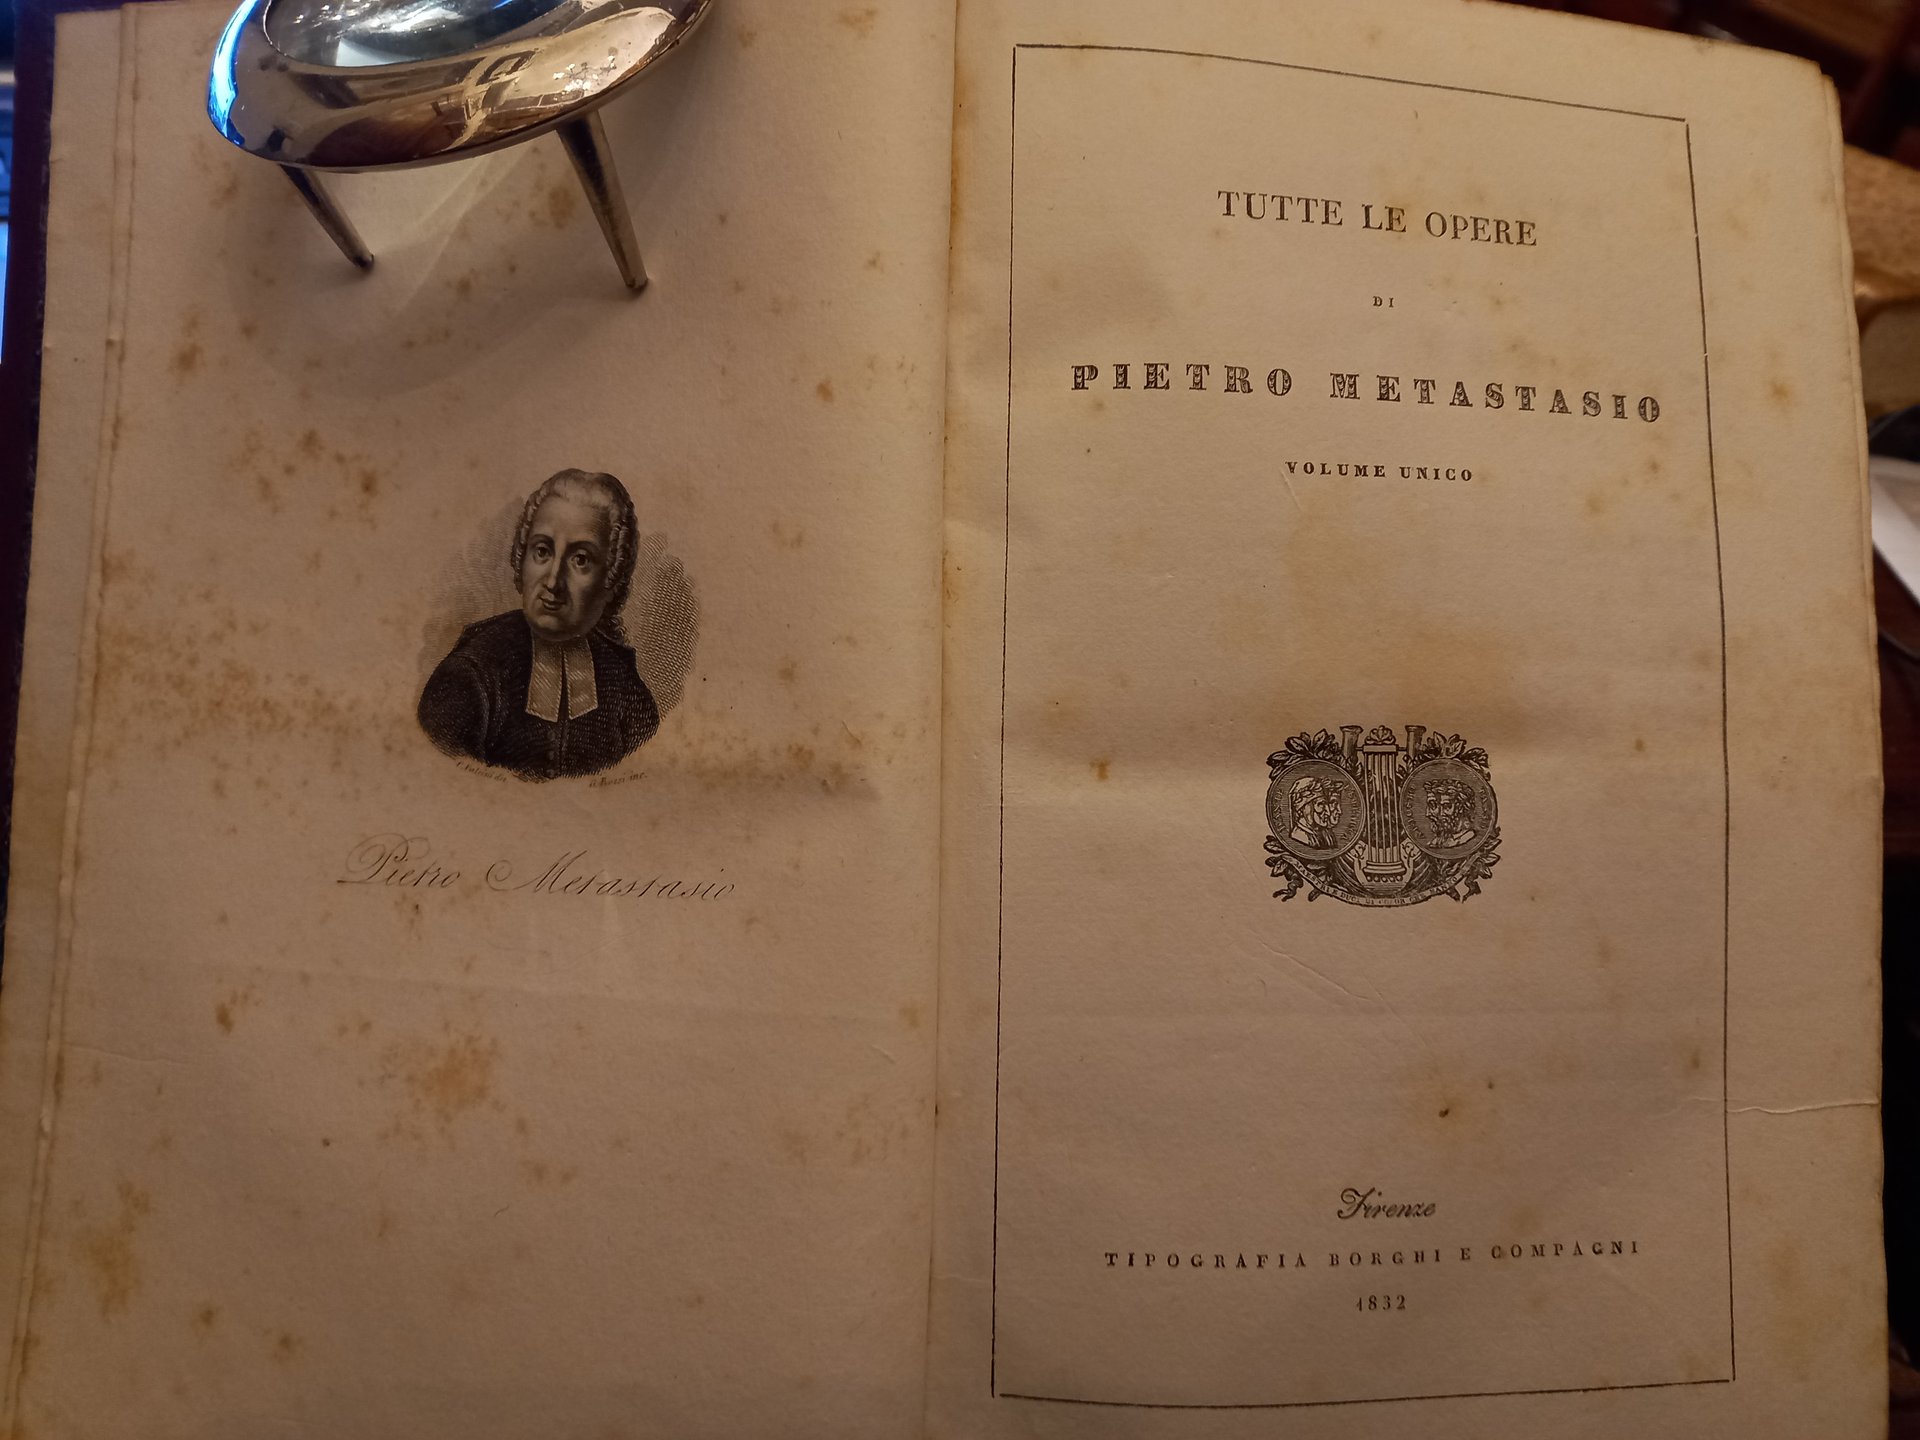 Pietro Metastasio
TUTTE LE OPERE
DI
PIETRO METASTASIO
VOLUME UNICO
Firenze
TIPOGRAFIA BORGHI E COMPAGNI
1832